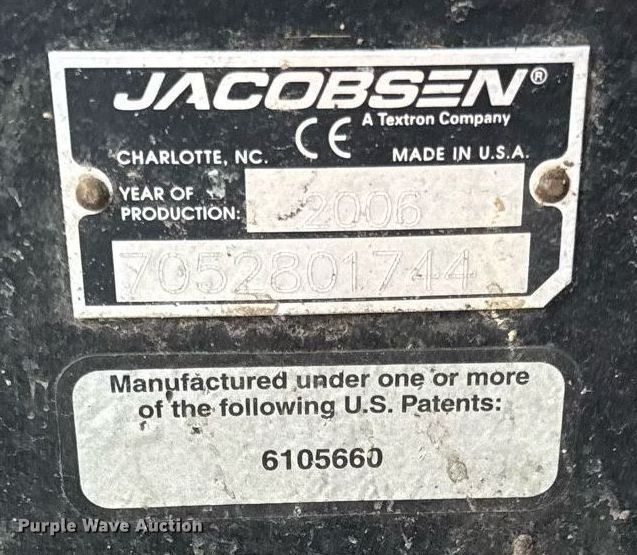 JACOBSEN®
A Textron Company
CHARLOTTE, NC. CE MADE IN U.S.A.
YEAR OF
PRODUCTION: 2006
7052801744
Manufactured under one or more
of the following U.S. Patents:
6105660
Purple Wave Auction